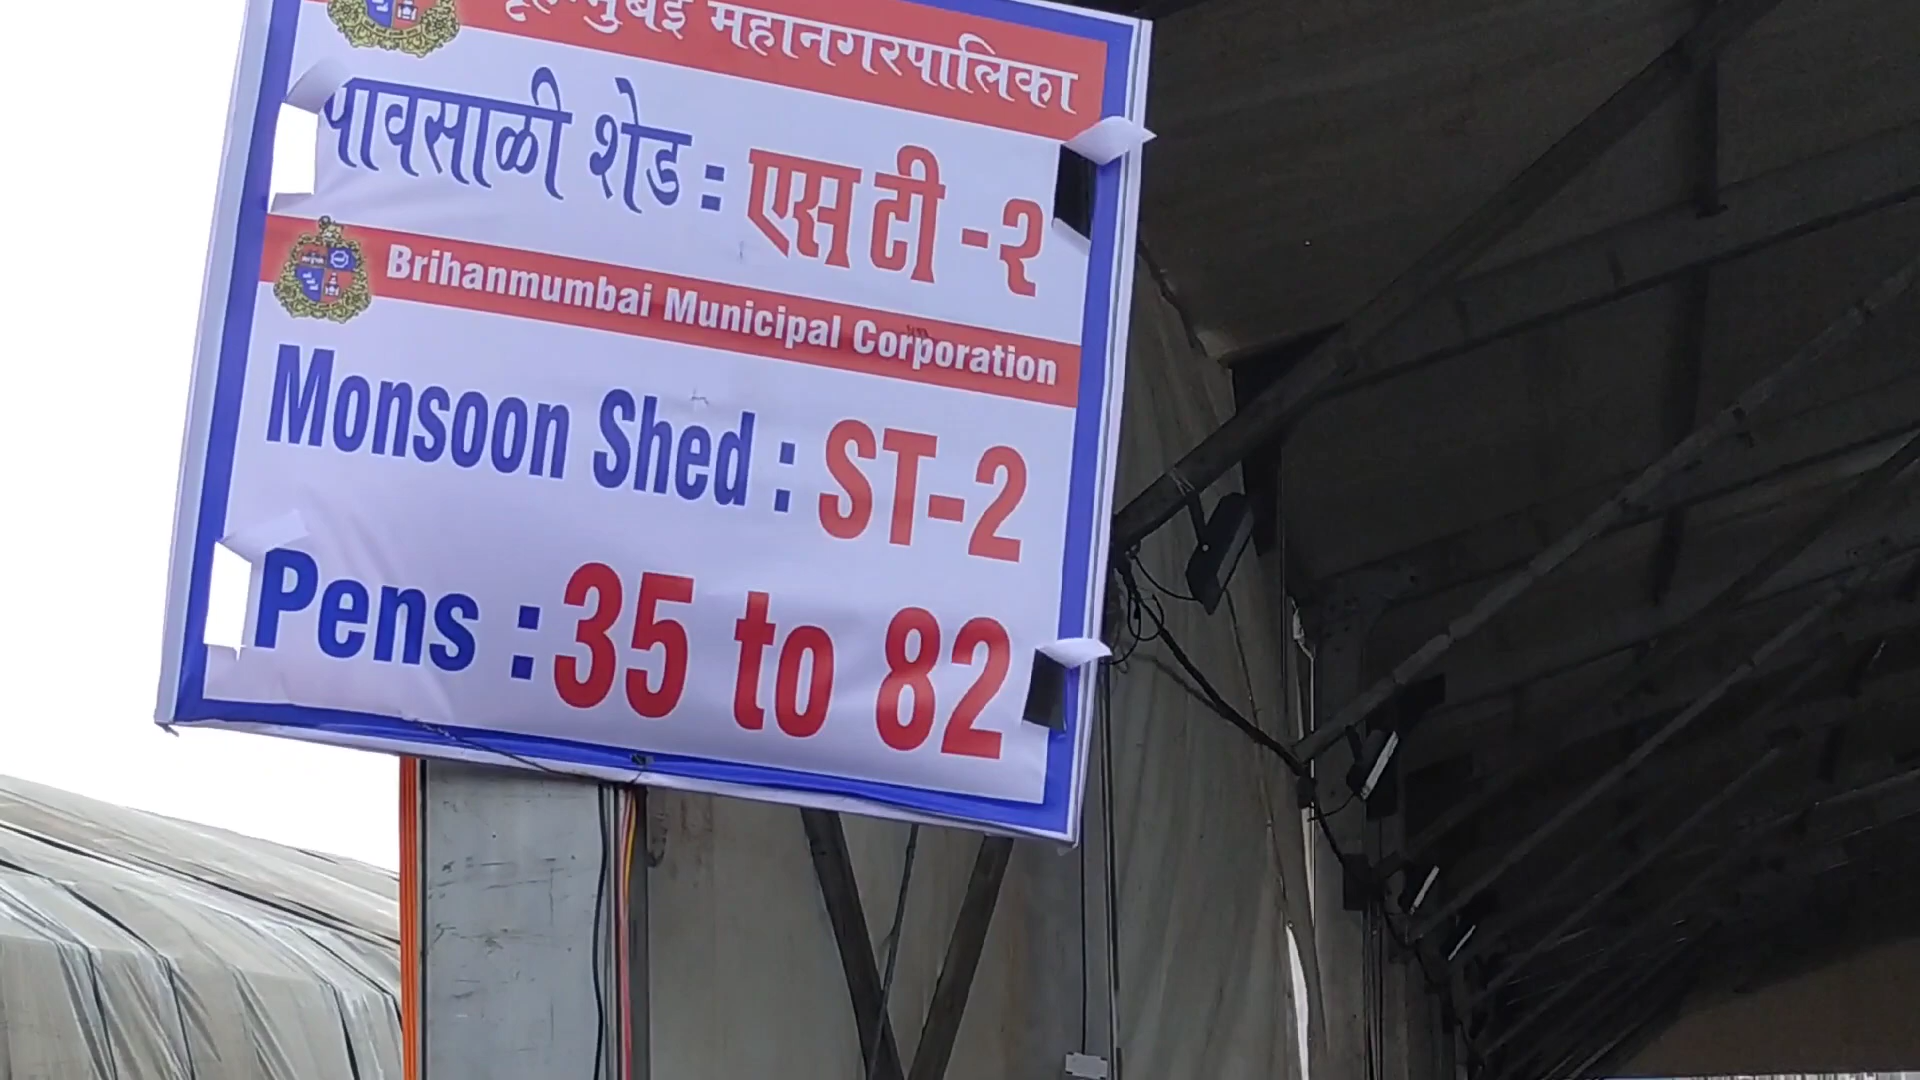 बृहन्मुंबई महानगरपालिका
पावसाळी शेड : एस टी -२
Brihanmumbai Municipal Corporation
Monsoon Shed : ST-2
Pens : 35 to 82